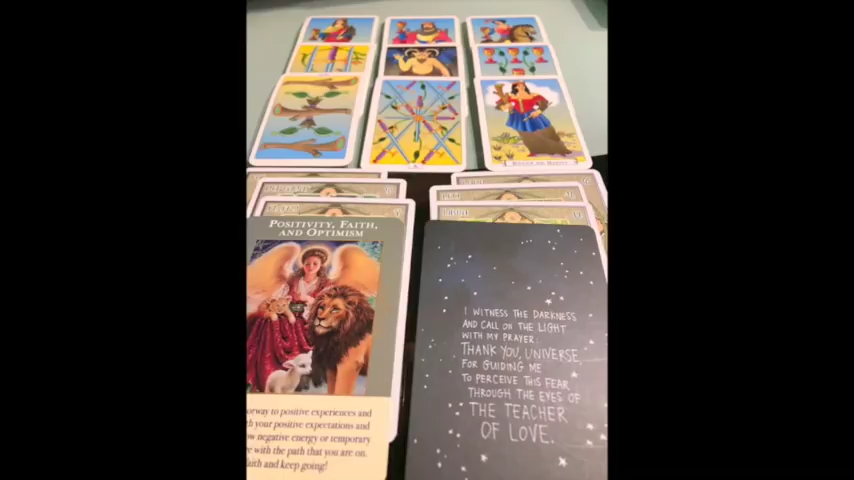 POSITIVITY, FAITH,
AND OPTIMISM
orway to positive experiences and
h your positive expectations and
w negative energy or temporary
e with the path that you are on.
aith and keep going!
I WITNESS THE DARKNESS
AND CALL ON THE LIGHT
WITH MY PRAYER:
THANK YOU, UNIVERSE,
FOR GUIDING ME
TO PERCEIVE THIS FEAR
THROUGH THE EYES OF
THE TEACHER
OF LOVE.